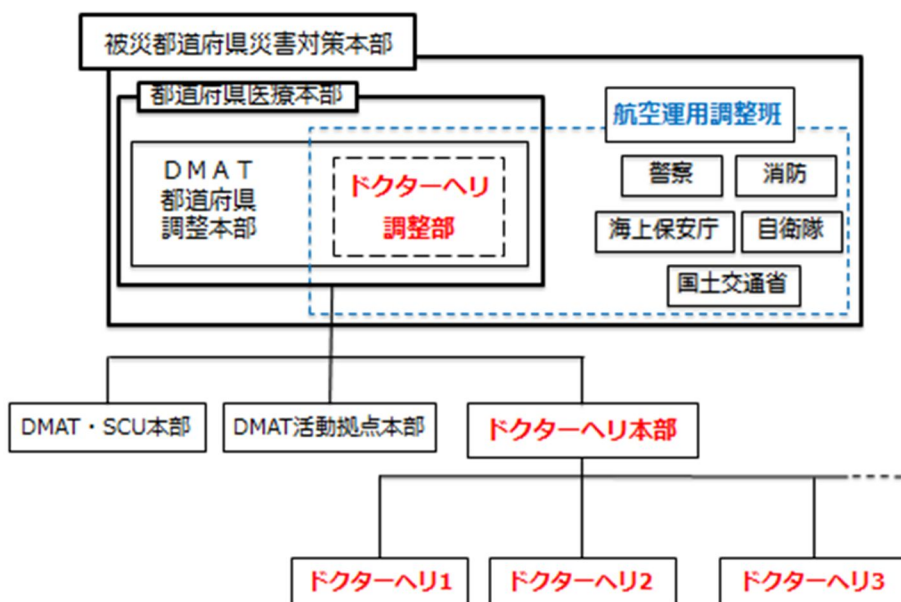 被災都道府県災害対策本部
都道府県医療本部
航空運用調整班
DMAT
都道府県
調整本部
ドクターヘリ
調整部
警察
消防
海上保安庁
自衛隊
国土交通省
DMAT・SCU本部
DMAT活動拠点本部
ドクターヘリ本部
ドクターヘリ1
ドクターヘリ2
ドクターヘリ3